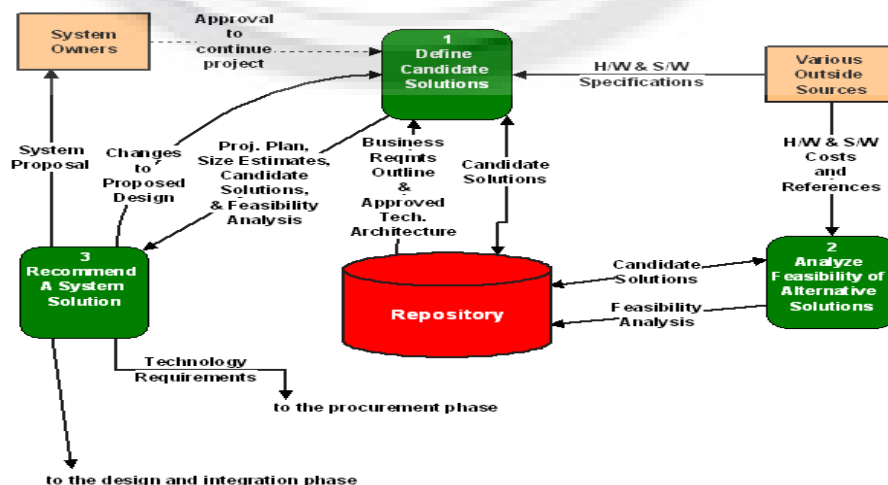 System
Owners
Approval
to
continue
project
1
Define
Candidate
Solutions
H/W & S/W
Specifications
Various
Outside
Sources
System
Proposal
Changes
to
Proposed
Design
Proj. Plan,
Size Estimates,
Candidate
Solutions,
& Feasibility
Analysis
Business
Reqmts
Outline
&
Approved
Tech.
Architecture
Candidate
Solutions
H/W & S/W
Costs
and
References
3
Recommend
A System
Solution
Repository
Candidate
Solutions
Feasibility
Analysis
2
Analyze
Feasibility of
Alternative
Solutions
Technology
Requirements
to the procurement phase
to the design and integration phase